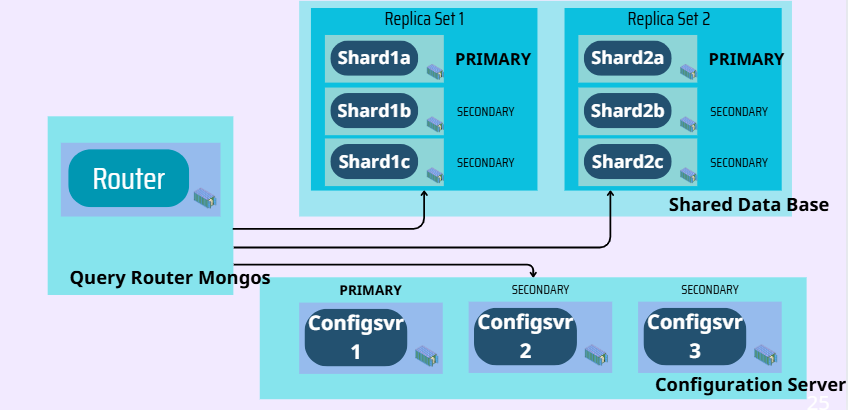 Replica Set 1
Replica Set 2
Shard1a
PRIMARY
Shard2a
PRIMARY
Shard1b
SECONDARY
Shard2b
SECONDARY
Shard1c
SECONDARY
Shard2c
SECONDARY
Router
Shared Data Base
Query Router Mongos
PRIMARY
SECONDARY
SECONDARY
Configsvr
1
Configsvr
2
Configsvr
3
Configuration Server
25